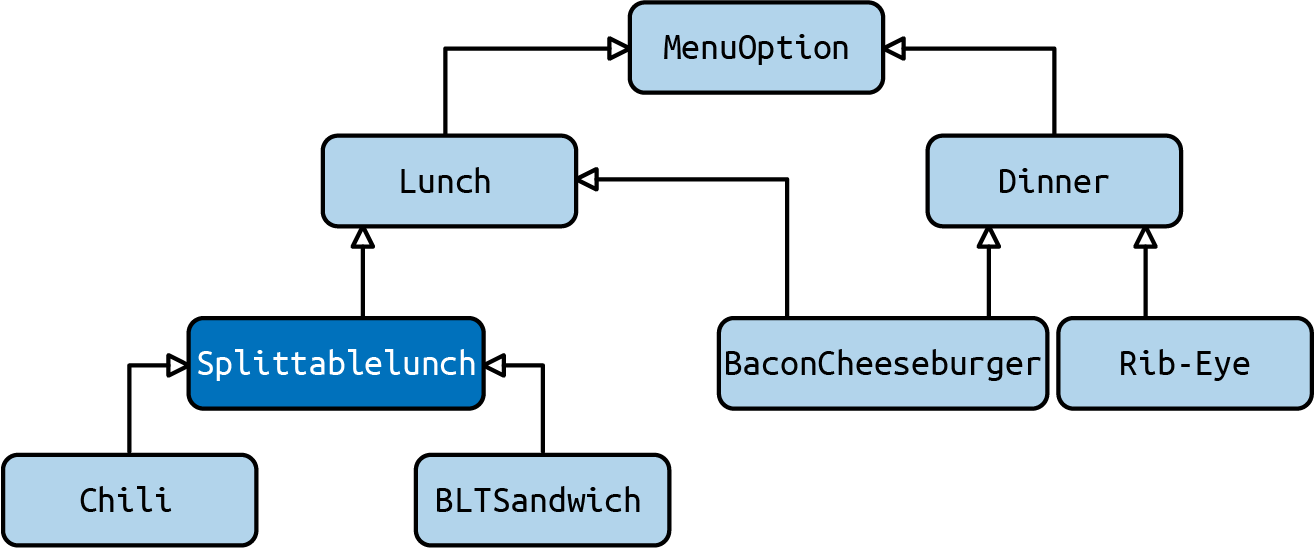 MenuOption
Lunch
Dinner
Splittablelunch
BaconCheeseburger
Rib-Eye
Chili
BLTSandwich